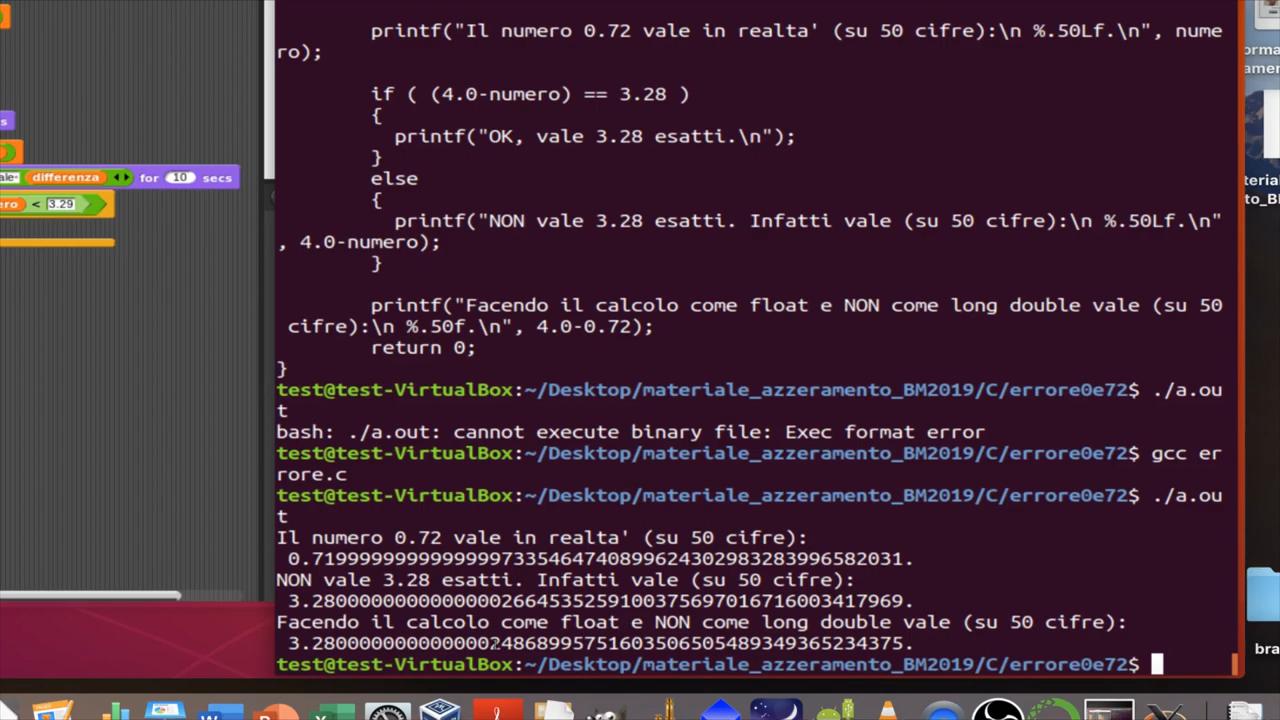 printf("Il numero 0.72 vale in realta' (su 50 cifre):\n %.50Lf.\n", nume
ro);
if ( (4.0-numero) == 3.28 )
{
printf("OK, vale 3.28 esatti.\n");
}
else
{
printf("NON vale 3.28 esatti. Infatti vale (su 50 cifre):\n %.50Lf.\n"
, 4.0-numero);
}
printf("Facendo il calcolo come float e NON come long double vale (su 50
cifre):\n %.50f.\n", 4.0-0.72);
return 0;
}
test@test-VirtualBox:~/Desktop/materiale_azzeramento_BM2019/C/errore0e72$ ./a.ou
t
bash: ./a.out: cannot execute binary file: Exec format error
test@test-VirtualBox:~/Desktop/materiale_azzeramento_BM2019/C/errore0e72$ gcc er
rore.c
test@test-VirtualBox:~/Desktop/materiale_azzeramento_BM2019/C/errore0e72$ ./a.ou
t
Il numero 0.72 vale in realta' (su 50 cifre):
0.71999999999999997335464740899624302983283996582031.
NON vale 3.28 esatti. Infatti vale (su 50 cifre):
3.28000000000000002664535259100375697016716003417969.
Facendo il calcolo come float e NON come long double vale (su 50 cifre):
3.28000000000000024868995751603506505489349365234375.
test@test-VirtualBox:~/Desktop/materiale_azzeramento_BM2019/C/errore0e72$
s
ale differenza for 10 secs
ero < 3.29
orma
amer
terial
to_BM
bra